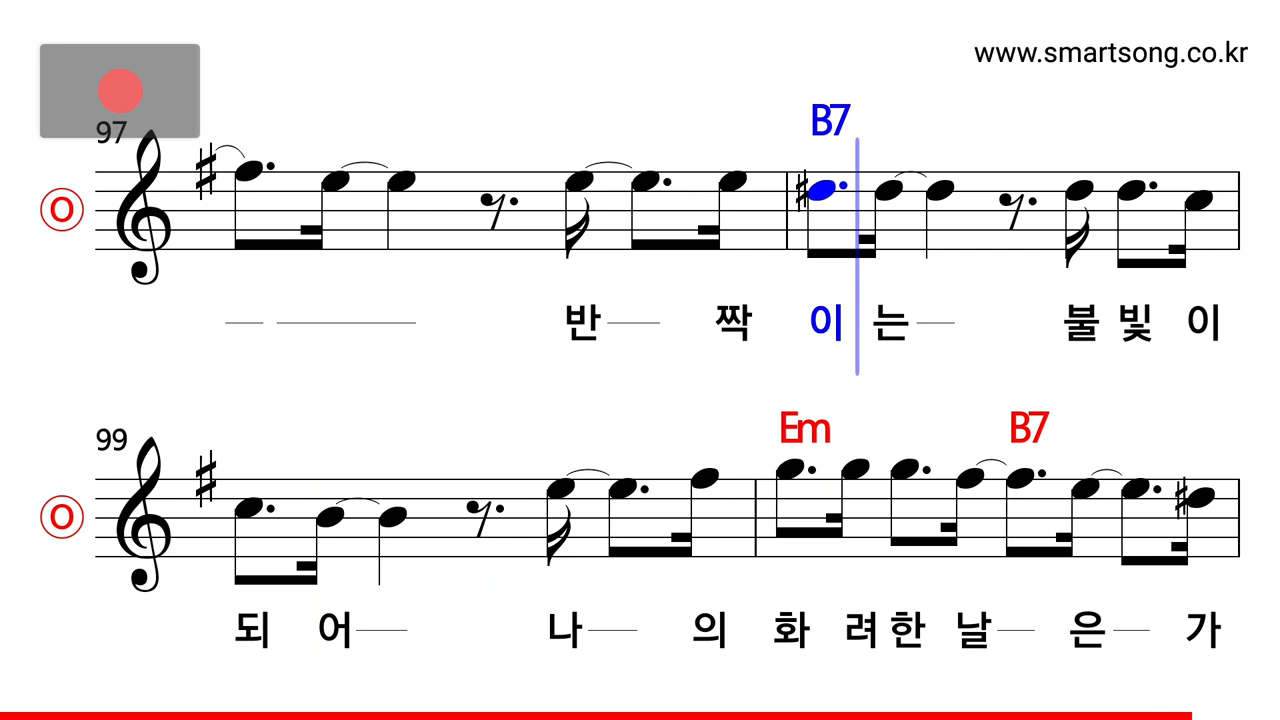 www.smartsong.co.kr
97
B7
O
반 짝 이 는 불 빛 이
99
Em B7
O
되 어 나 의 화 려 한 날 은 가